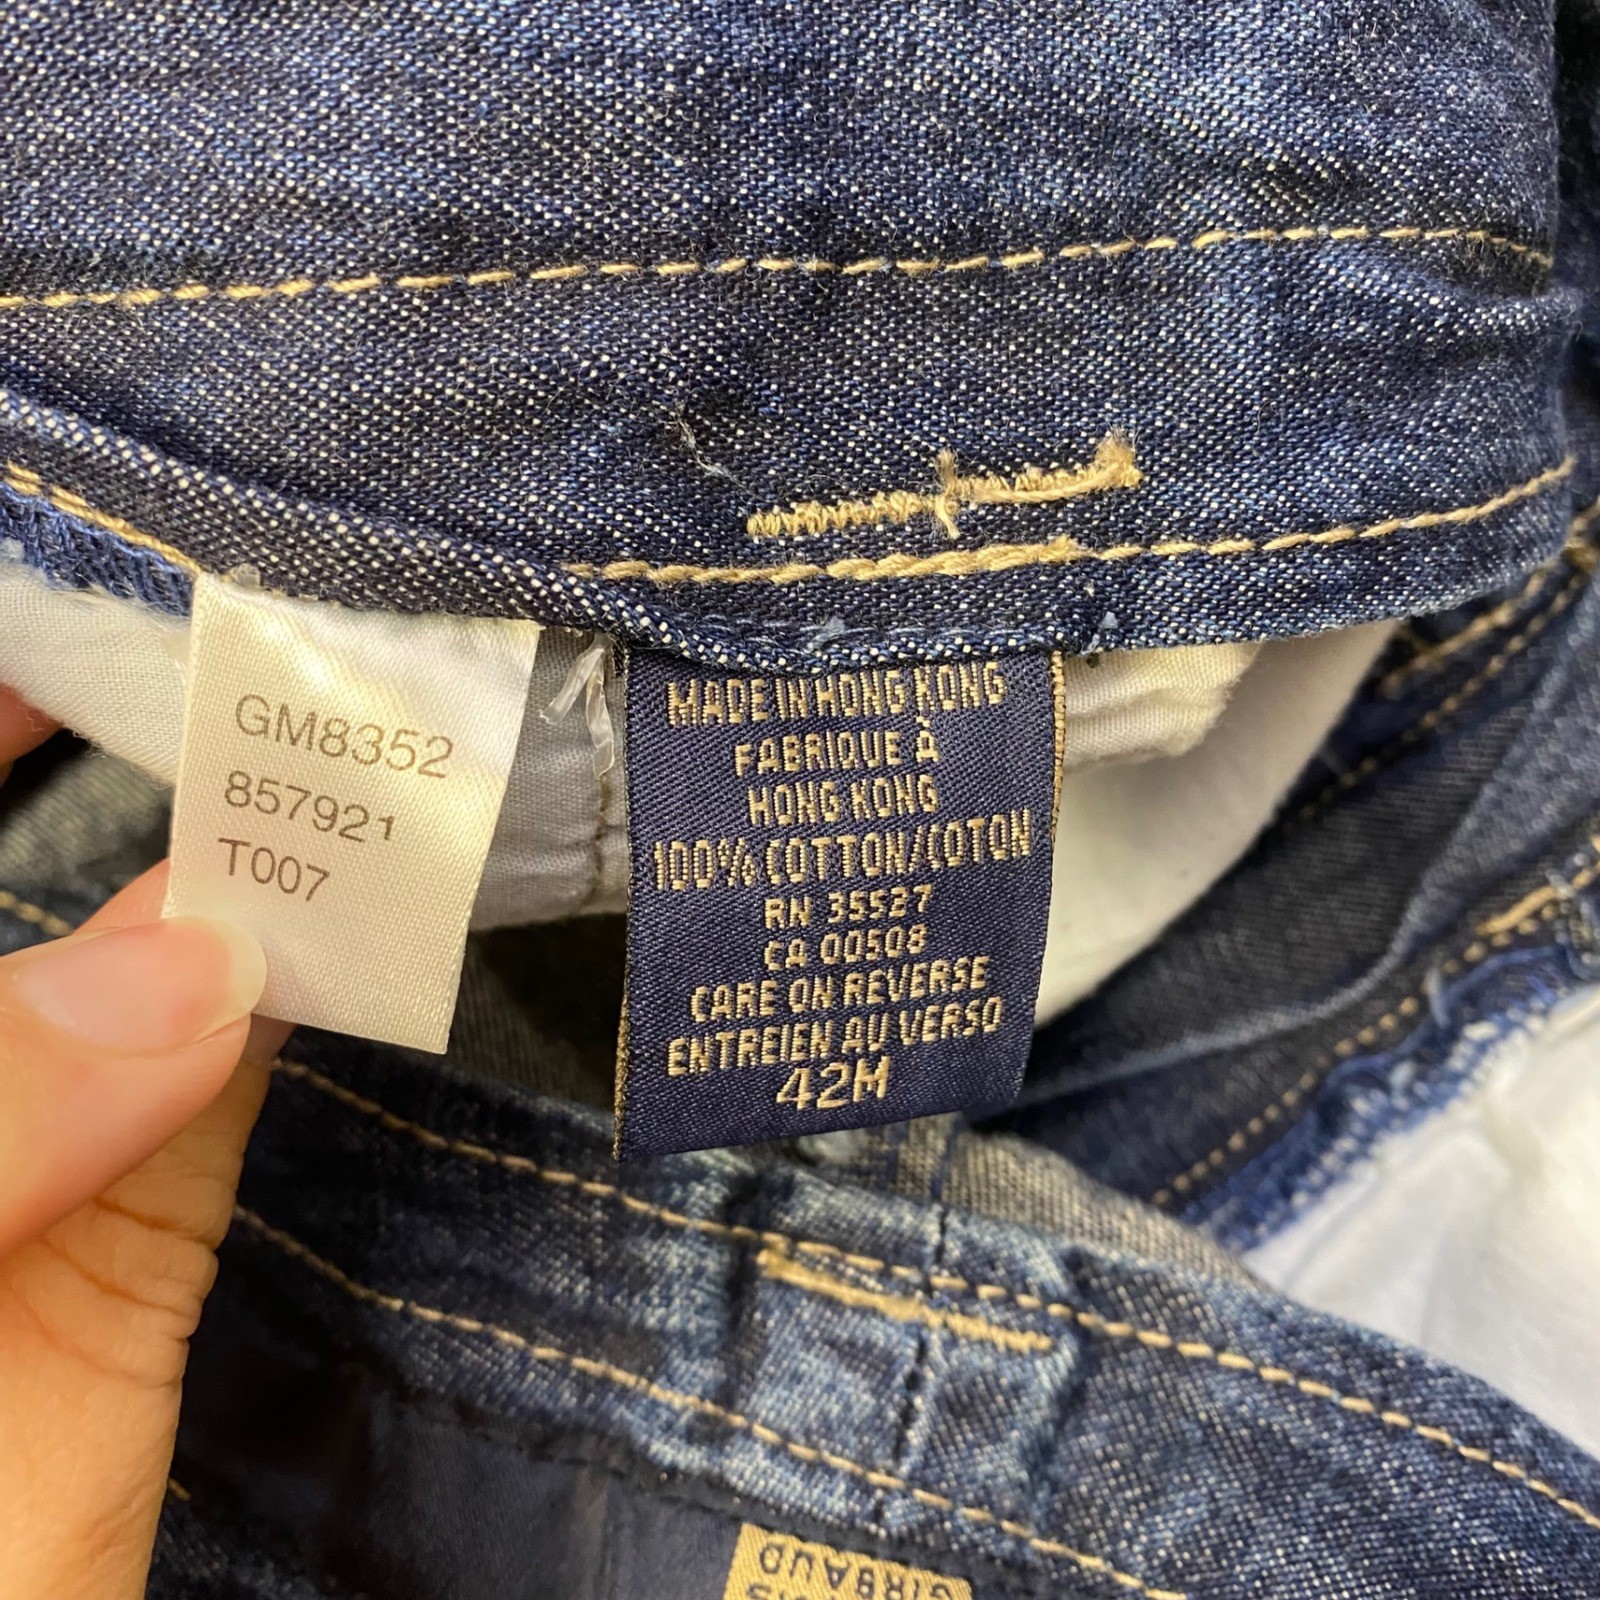 GM8352
857921
T007
MADE IN HONG KONG
FABRIQUE À
HONG KONG
100% COTTON/COTON
RN 35527
CA 00508
CARE ON REVERSE
ENTREIEN AU VERSO
42M
GIRBAUD